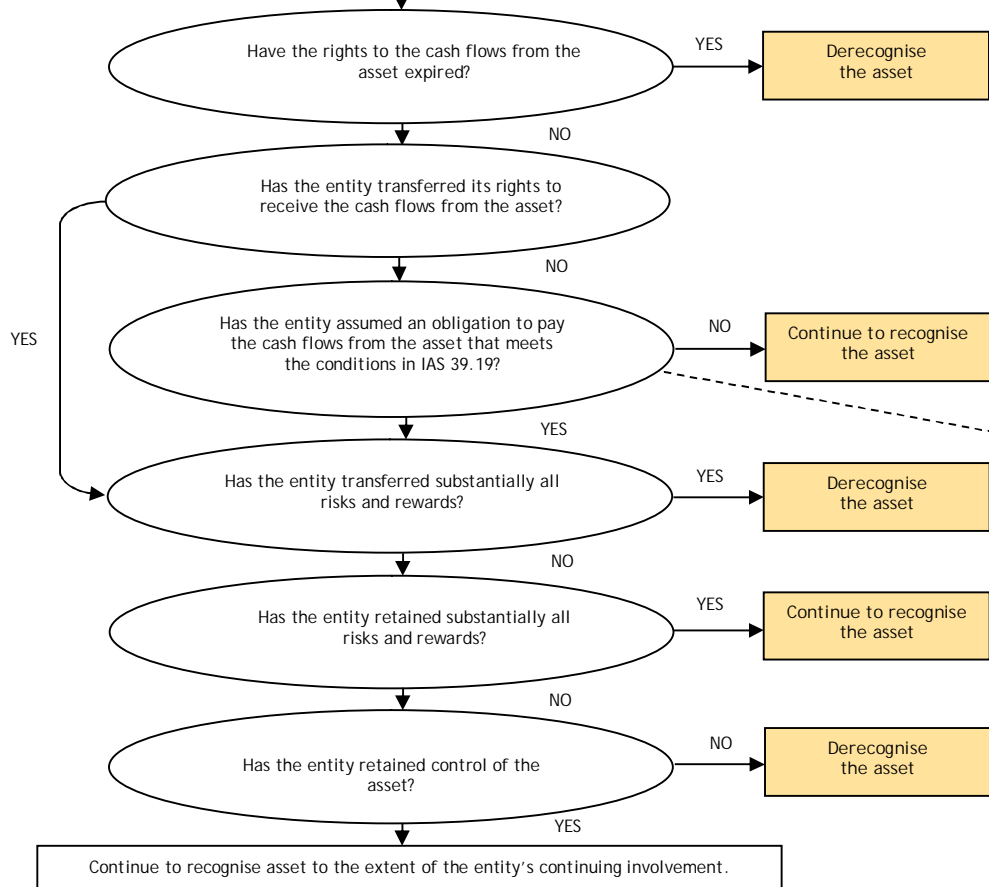 Have the rights to the cash flows from the
asset expired?
YES
Derecognise
the asset
NO
Has the entity transferred its rights to
receive the cash flows from the asset?
NO
YES
Has the entity assumed an obligation to pay
the cash flows from the asset that meets
the conditions in IAS 39.19?
NO
Continue to recognise
the asset
YES
Has the entity transferred substantially all
risks and rewards?
YES
Derecognise
the asset
NO
Has the entity retained substantially all
risks and rewards?
YES
Continue to recognise
the asset
NO
Has the entity retained control of the
asset?
NO
Derecognise
the asset
YES
Continue to recognise asset to the extent of the entity's continuing involvement.